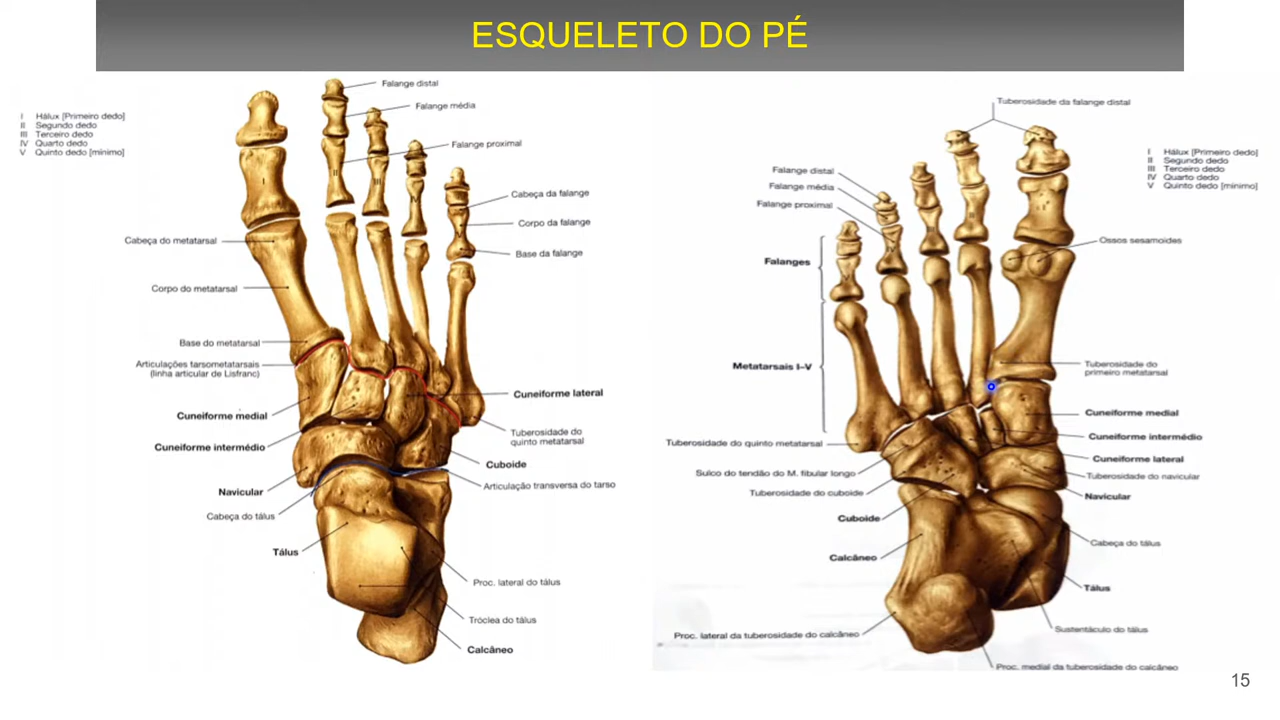 ESQUELETO DO PÉ
I Hálux [Primeiro dedo]
II Segundo dedo
III Terceiro dedo
IV Quarto dedo
V Quinto dedo [mínimo]
Falange distal
Falange média
Falange proximal
Cabeça da falange
Corpo da falange
Base da falange
Cabeça do metatarsal
Corpo do metatarsal
Base do metatarsal
Articulações tarsometatarsais
(linha articular de Lisfranc)
Cuneiforme medial
Cuneiforme intermédio
Navicular
Cabeça do tálus
Tálus
Cuneiforme lateral
Tuberosidade do
quinto metatarsal
Cuboide
Articulação transversa do tarso
Proc. lateral do tálus
Tróclea do tálus
Calcâneo
I
II
III
Tuberosidade da falange distal
I Hálux [Primeiro dedo]
II Segundo dedo
III Terceiro dedo
IV Quarto dedo
V Quinto dedo [mínimo]
Falange distal
Falange média
Falange proximal
Falanges
Metatarsais I–V
Tuberosidade do quinto metatarsal
Sulco do tendão do M. fibular longo
Tuberosidade do cuboide
Cuboide
Calcâneo
Proc. lateral da tuberosidade do calcâneo
Ossos sesamoides
Tuberosidade do
primeiro metatarsal
Cuneiforme medial
Cuneiforme intermédio
Cuneiforme lateral
Tuberosidade do navicular
Navicular
Cabeça do tálus
Tálus
Sustentáculo do tálus
Proc. medial da tuberosidade do calcâneo
15